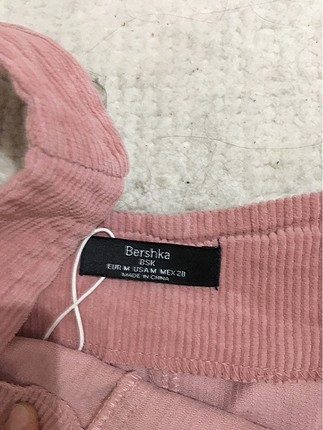 Bershka
BSK
EUR M USA M MEX 28
MADE IN CHINA